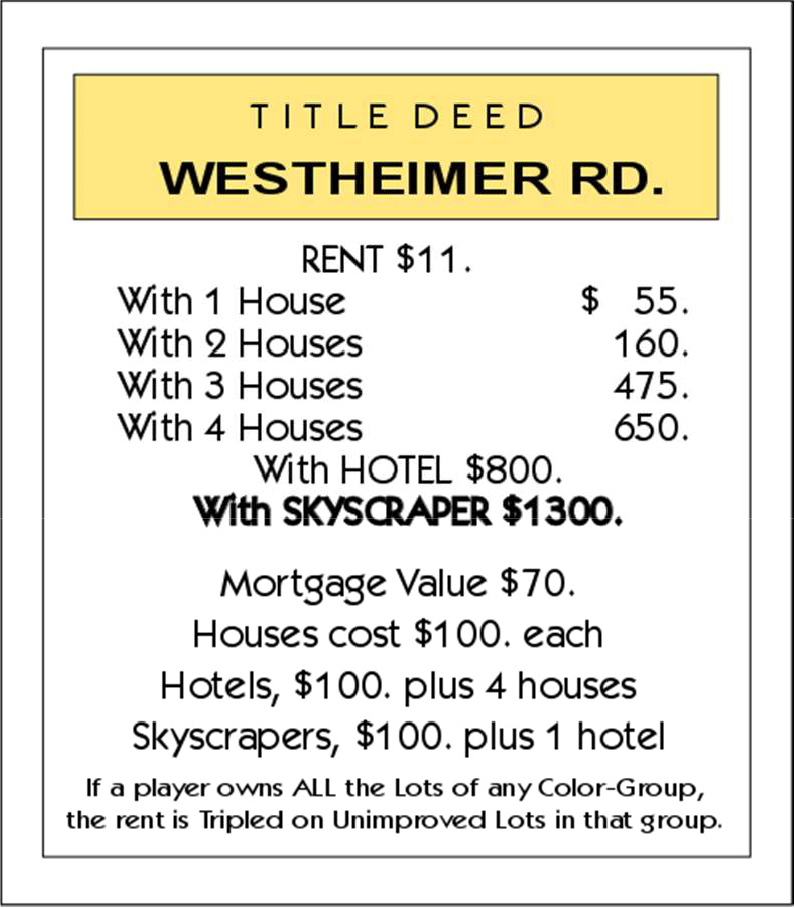 TITLE DEED
WESTHEIMER RD.
RENT $11.
With 1 House $ 55.
With 2 Houses 160.
With 3 Houses 475.
With 4 Houses 650.
With HOTEL $800.
With SKYSCRAPER $1300.
Mortgage Value $70.
Houses cost $100. each
Hotels, $100. plus 4 houses
Skyscrapers, $100. plus 1 hotel
If a player owns ALL the Lots of any Color-Group,
the rent is Tripled on Unimproved Lots in that group.